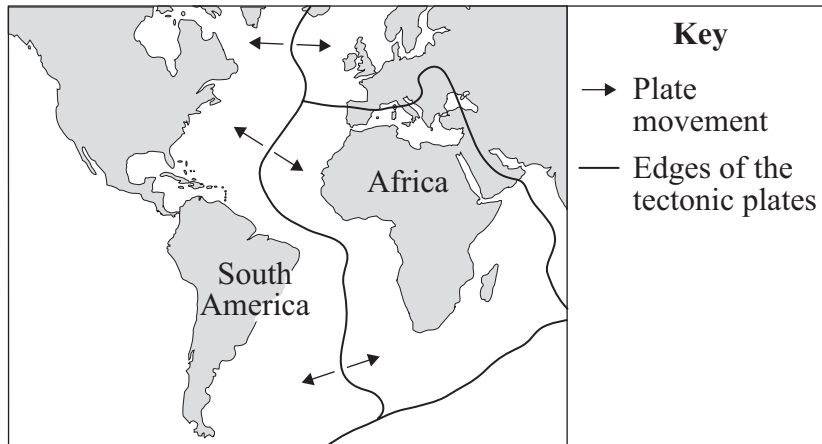 Key
Plate
movement
Edges of the
tectonic plates
Africa
South
America